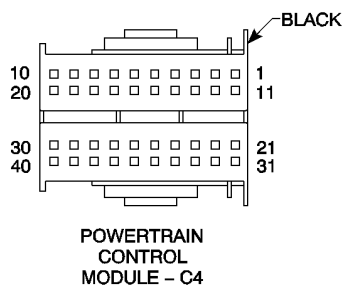 BLACK
10 1
20 11
30 21
40 31
POWERTRAIN
CONTROL
MODULE – C4